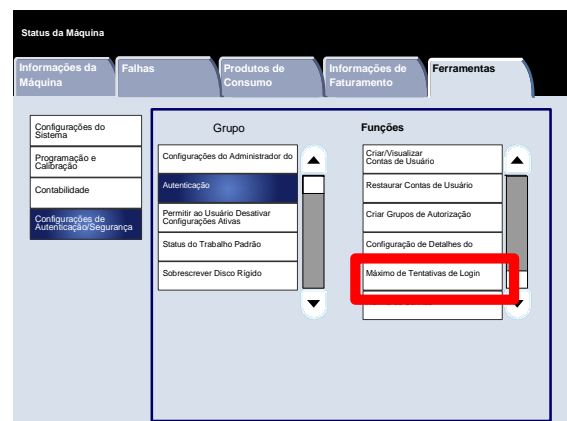 Status da Máquina
Informações da
Máquina
Falhas
Produtos de
Consumo
Informações de
Faturamento
Ferramentas
Configurações do
Sistema
Programação e
Calibração
Contabilidade
Configurações de
Autenticação/Segurança
Grupo
Configurações do Administrador do
Autenticação
Permitir ao Usuário Desativar
Configurações Ativas
Status do Trabalho Padrão
Sobrescrever Disco Rígido
Funções
Criar/Visualizar
Contas de Usuário
Restaurar Contas de Usuário
Criar Grupos de Autorização
Configuração de Detalhes do
Máximo de Tentativas de Login